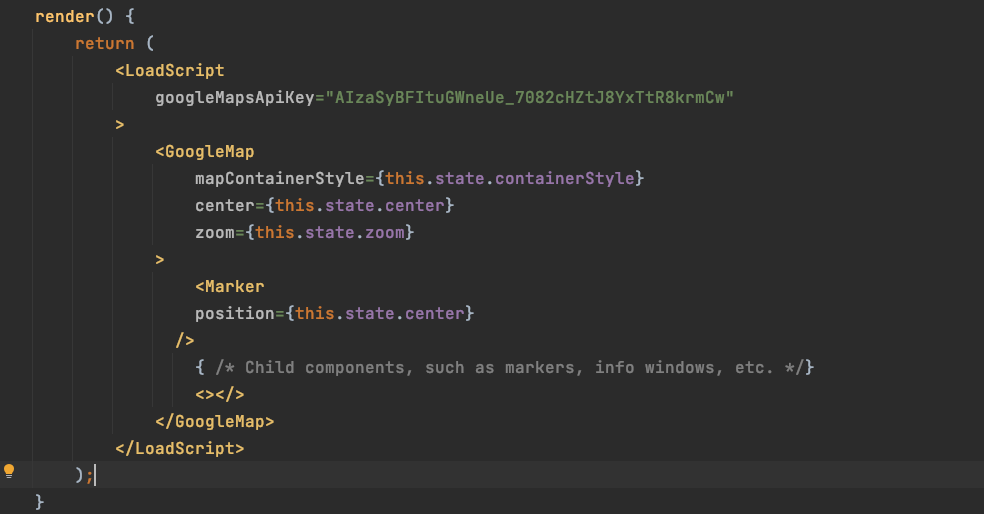 render() {
return (
<LoadScript
googleMapsApiKey="AIzaSyBFItuGWneUe_7082cHZtJ8YxTtR8krmCw"
>
<GoogleMap
mapContainerStyle={this.state.containerStyle}
center={this.state.center}
zoom={this.state.zoom}
>
<Marker
position={this.state.center}
/>
{ /* Child components, such as markers, info windows, etc. */}
<></>
</GoogleMap>
</LoadScript>
);
}